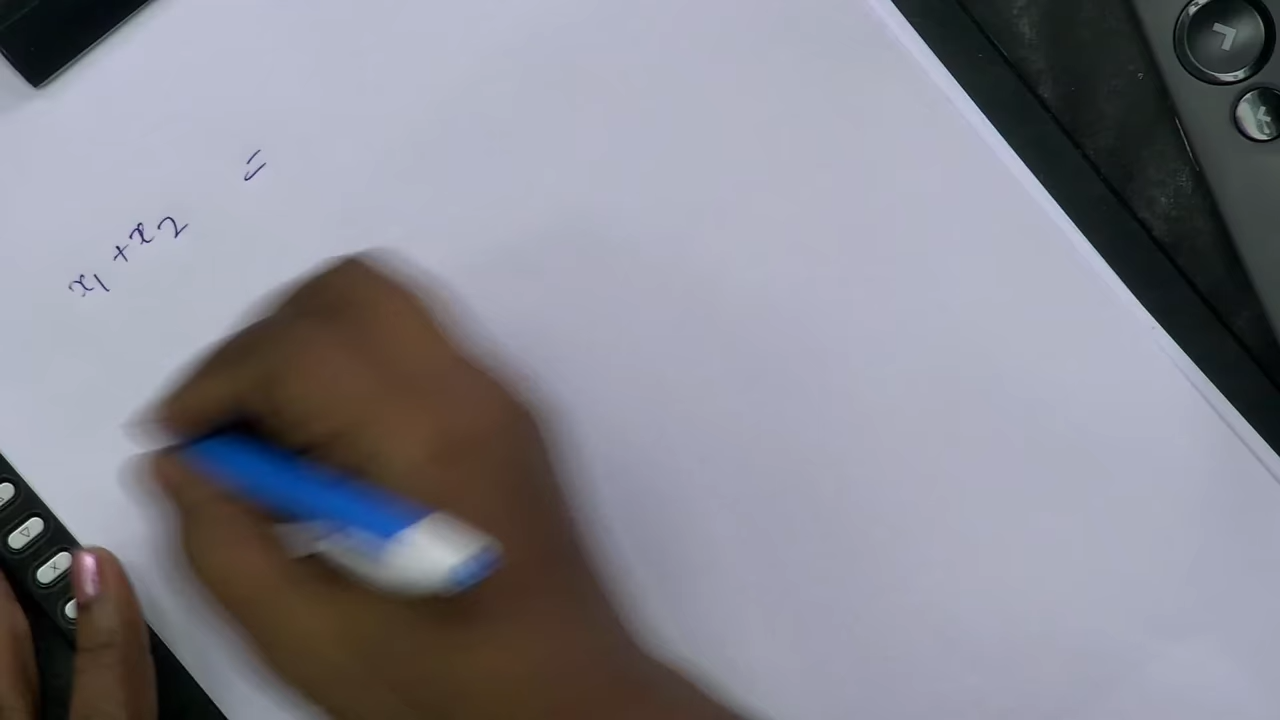 x1 + x2 =